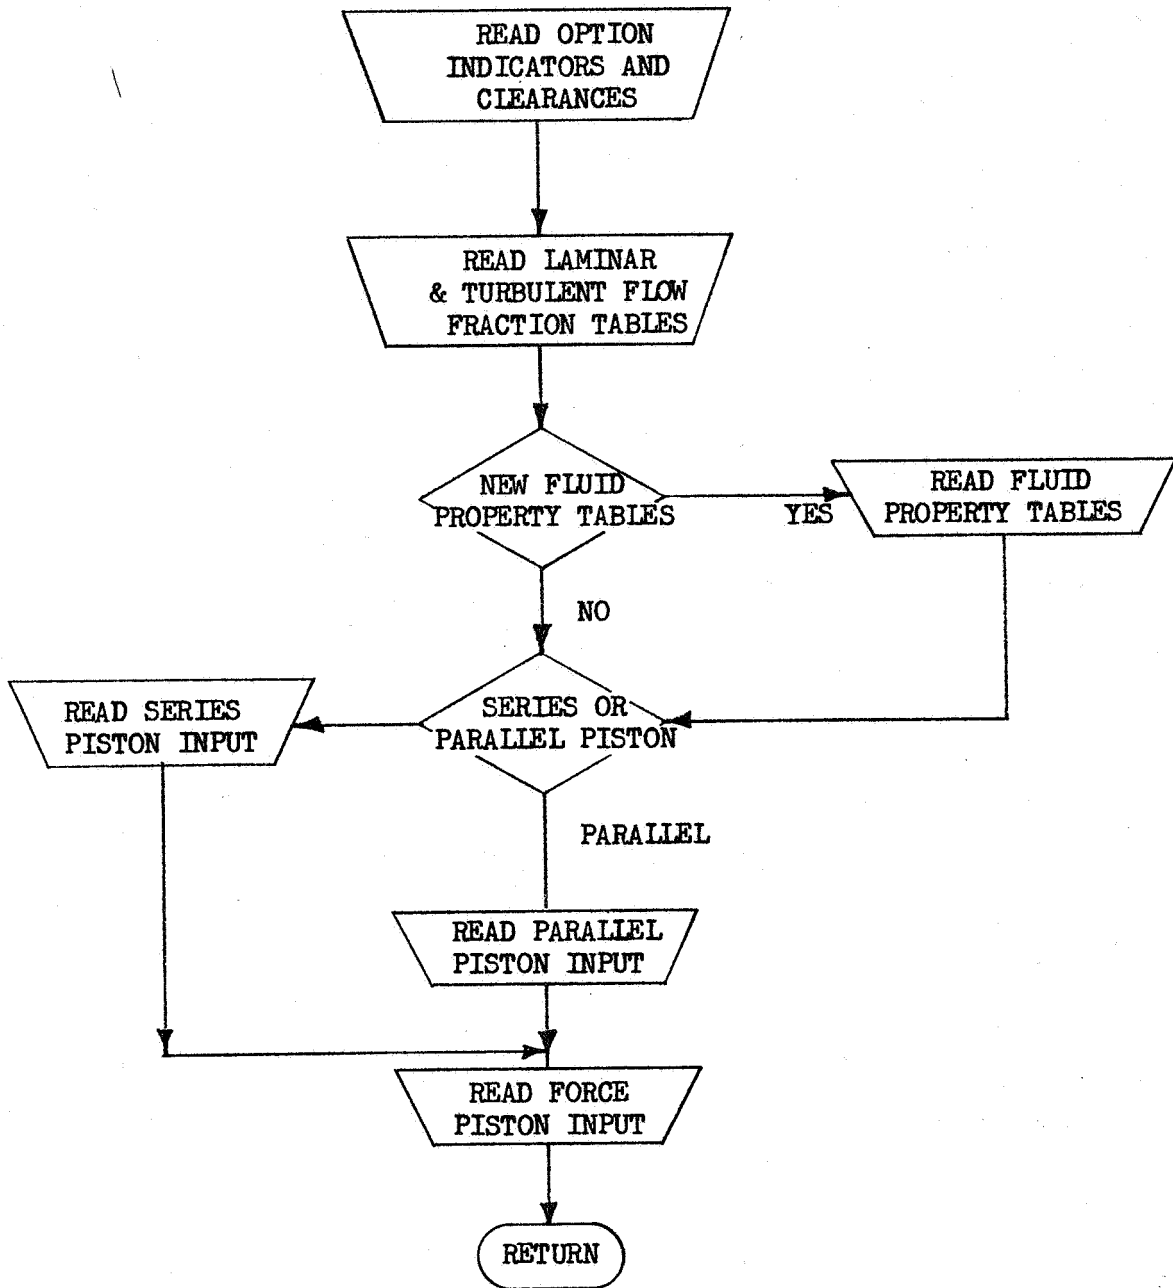 READ OPTION
INDICATORS AND
CLEARANCES
READ LAMINAR
& TURBULENT FLOW
FRACTION TABLES
NEW FLUID
PROPERTY TABLES
YES
READ FLUID
PROPERTY TABLES
NO
READ SERIES
PISTON INPUT
SERIES OR
PARALLEL PISTON
PARALLEL
READ PARALLEL
PISTON INPUT
READ FORCE
PISTON INPUT
RETURN